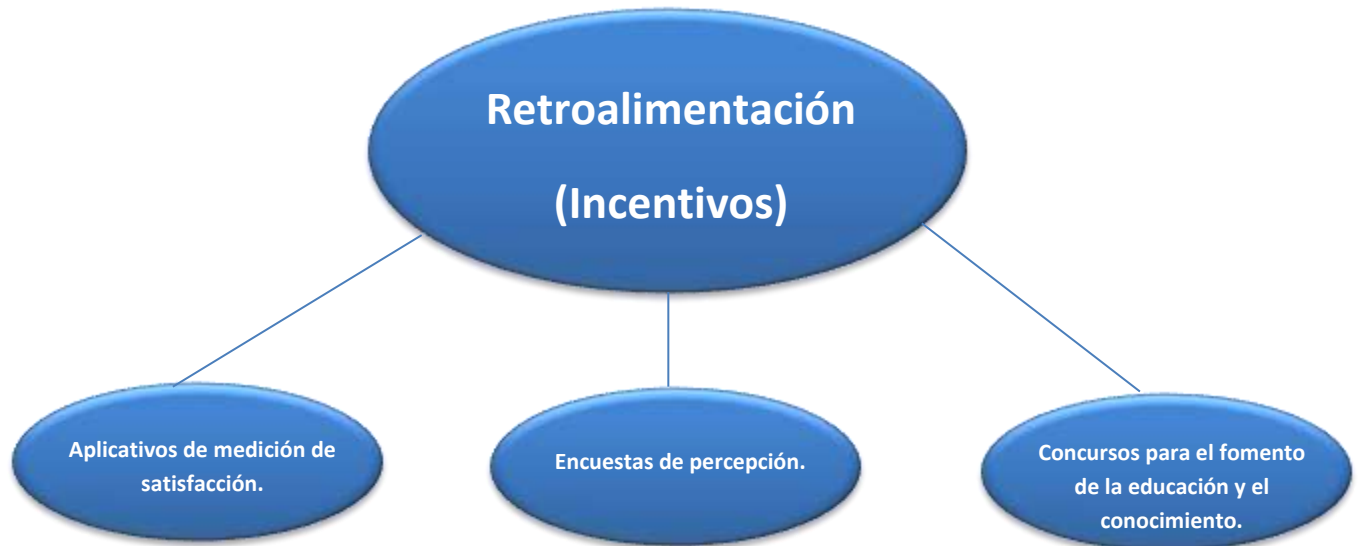 Retroalimentación
(Incentivos)
Aplicativos de medición de
satisfacción.
Encuestas de percepción.
Concursos para el fomento
de la educación y el
conocimiento.